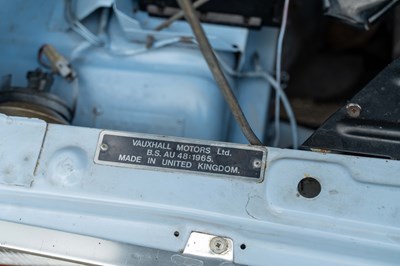 VAUXHALL MOTORS Ltd.
B.S. AU 48:1965.
MADE IN UNITED KINGDOM.